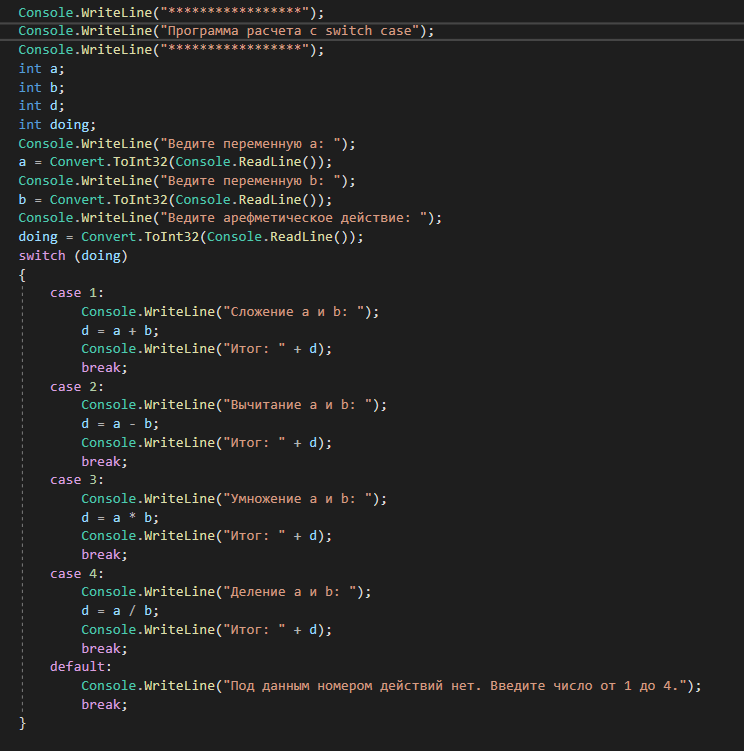 Console.WriteLine("*****************");
Console.WriteLine("Программа расчета с switch case");
Console.WriteLine("*****************");
int a;
int b;
int d;
int doing;
Console.WriteLine("Ведите переменную a: ");
a = Convert.ToInt32(Console.ReadLine());
Console.WriteLine("Ведите переменную b: ");
b = Convert.ToInt32(Console.ReadLine());
Console.WriteLine("Ведите арефметическое действие: ");
doing = Convert.ToInt32(Console.ReadLine());
switch (doing)
{
    case 1:
        Console.WriteLine("Сложение a и b: ");
        d = a + b;
        Console.WriteLine("Итог: " + d);
        break;
    case 2:
        Console.WriteLine("Вычитание a и b: ");
        d = a - b;
        Console.WriteLine("Итог: " + d);
        break;
    case 3:
        Console.WriteLine("Умножение a и b: ");
        d = a * b;
        Console.WriteLine("Итог: " + d);
        break;
    case 4:
        Console.WriteLine("Деление a и b: ");
        d = a / b;
        Console.WriteLine("Итог: " + d);
        break;
    default:
        Console.WriteLine("Под данным номером действий нет. Введите число от 1 до 4.");
        break;
}